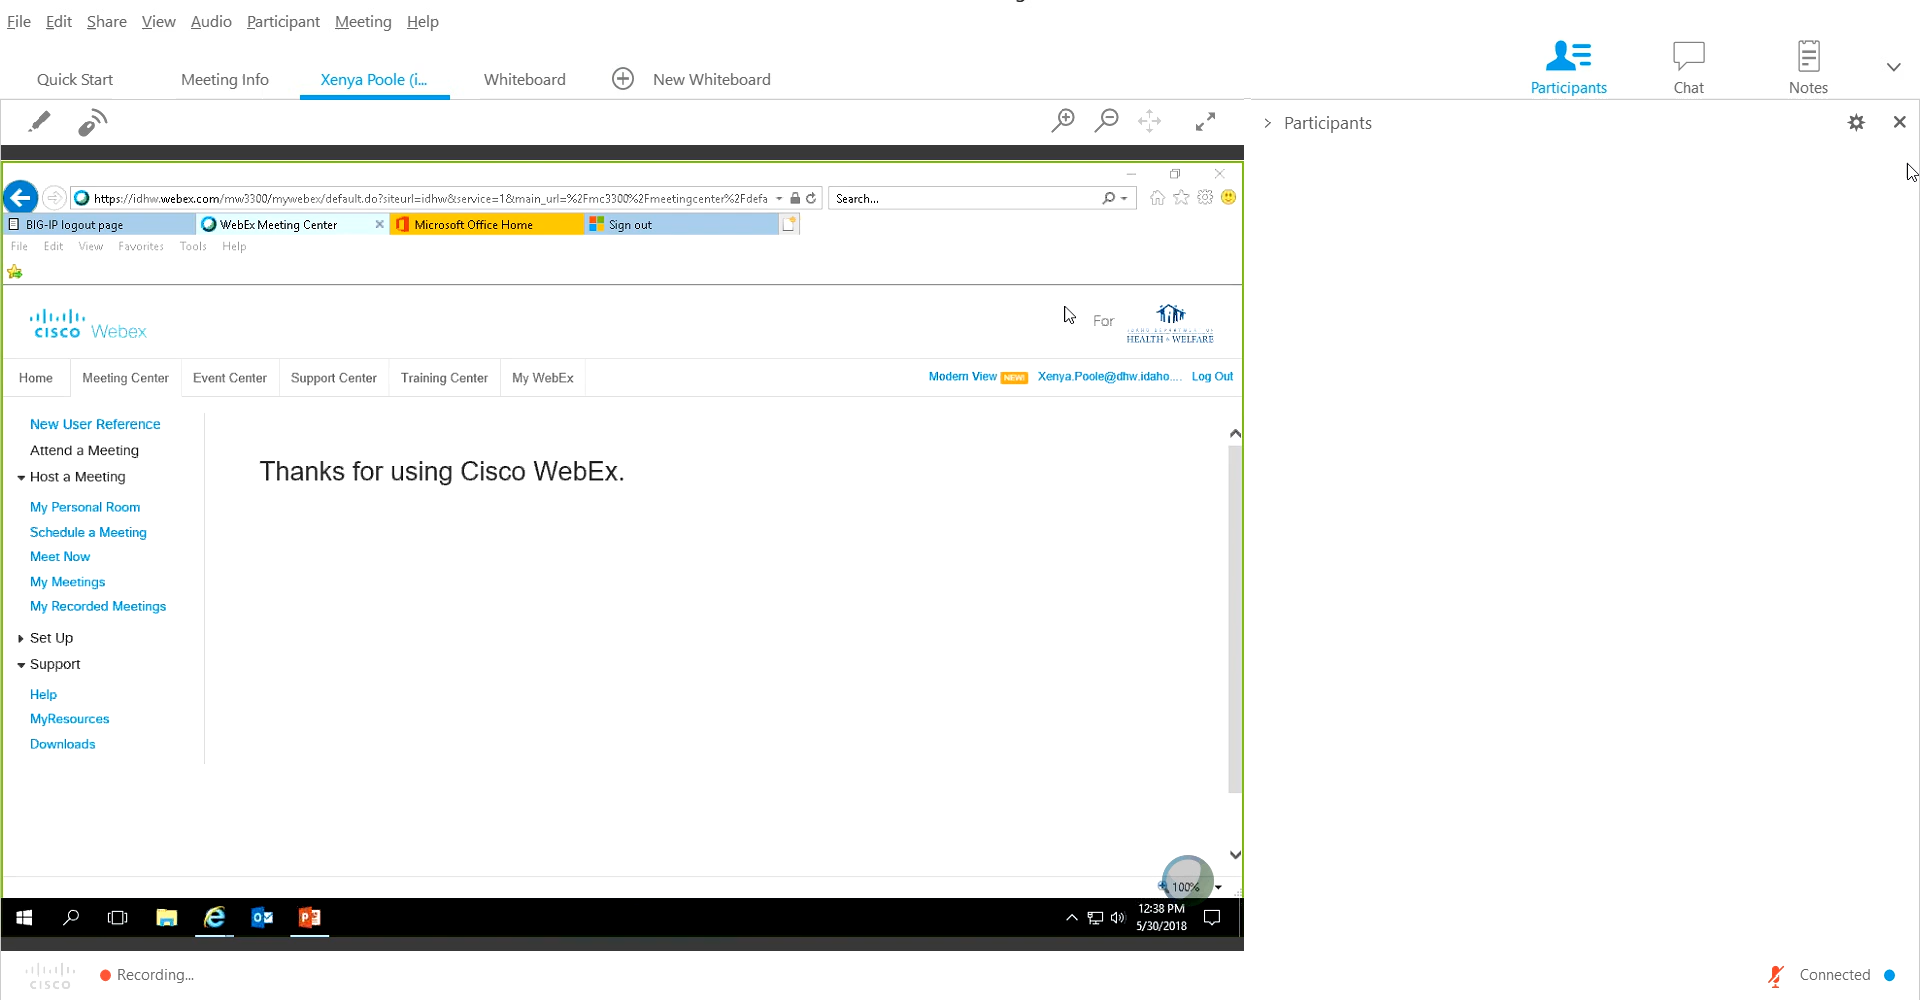 File Edit Share View Audio Participant Meeting Help
Quick Start Meeting Info Xenya Poole (i... Whiteboard New Whiteboard
Participants Chat Notes
Participants
https://idhw.webex.com/mw3300/mywebex/default.do?siteurl=idhw&service=1&main_url=%2Fmc3300%2Fmeetingcenter%2Fdefa
Search...
BIG-IP logout page WebEx Meeting Center Microsoft Office Home Sign out
File Edit View Favorites Tools Help
CISCO Webex
For
HEALTH & WELFARE
Home Meeting Center Event Center Support Center Training Center My WebEx
Modern View NEW! Xenya.Poole@dhw.idaho.... Log Out
New User Reference
Attend a Meeting
Host a Meeting
My Personal Room
Schedule a Meeting
Meet Now
My Meetings
My Recorded Meetings
Set Up
Support
Help
MyResources
Downloads
Thanks for using Cisco WebEx.
100%
12:38 PM
5/30/2018
CISCO
Recording...
Connected